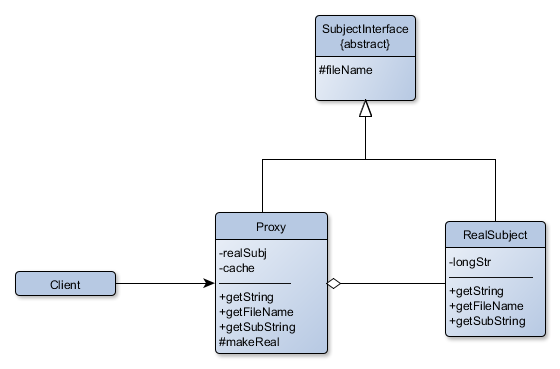 SubjectInterface
{abstract}
#fileName
Proxy
-realSubj
-cache
+getString
+getFileName
+getSubString
#makeReal
RealSubject
-longStr
+getString
+getFileName
+getSubString
Client